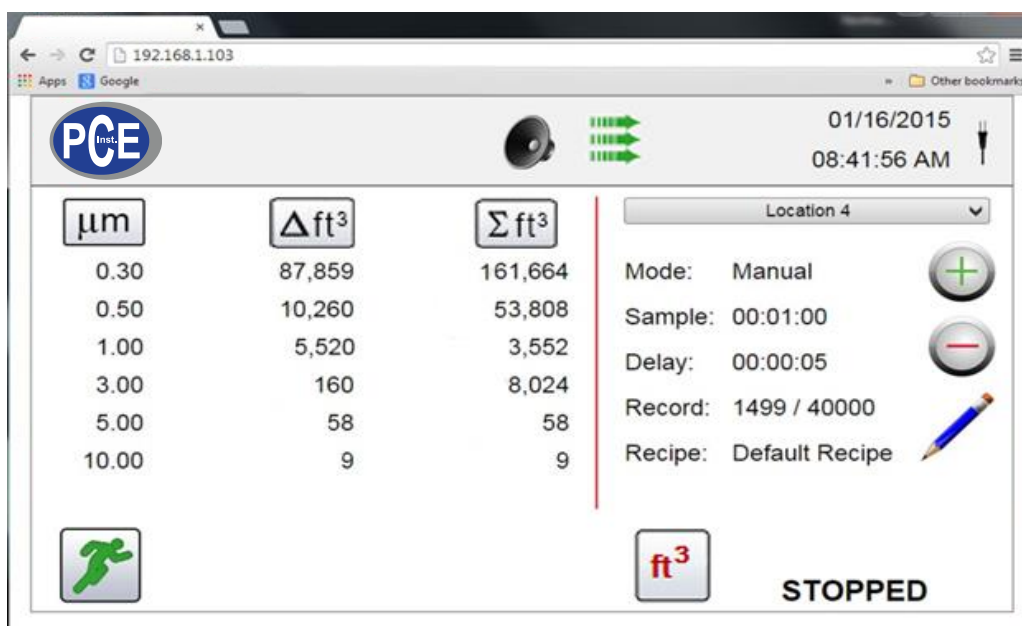 192.168.1.103
Apps Google Other bookmarks
PCE Inst.
01/16/2015
08:41:56 AM
µm Δft³ Σft³
0.30 87,859 161,664
0.50 10,260 53,808
1.00 5,520 3,552
3.00 160 8,024
5.00 58 58
10.00 9 9
Location 4
Mode: Manual
Sample: 00:01:00
Delay: 00:00:05
Record: 1499 / 40000
Recipe: Default Recipe
ft³
STOPPED